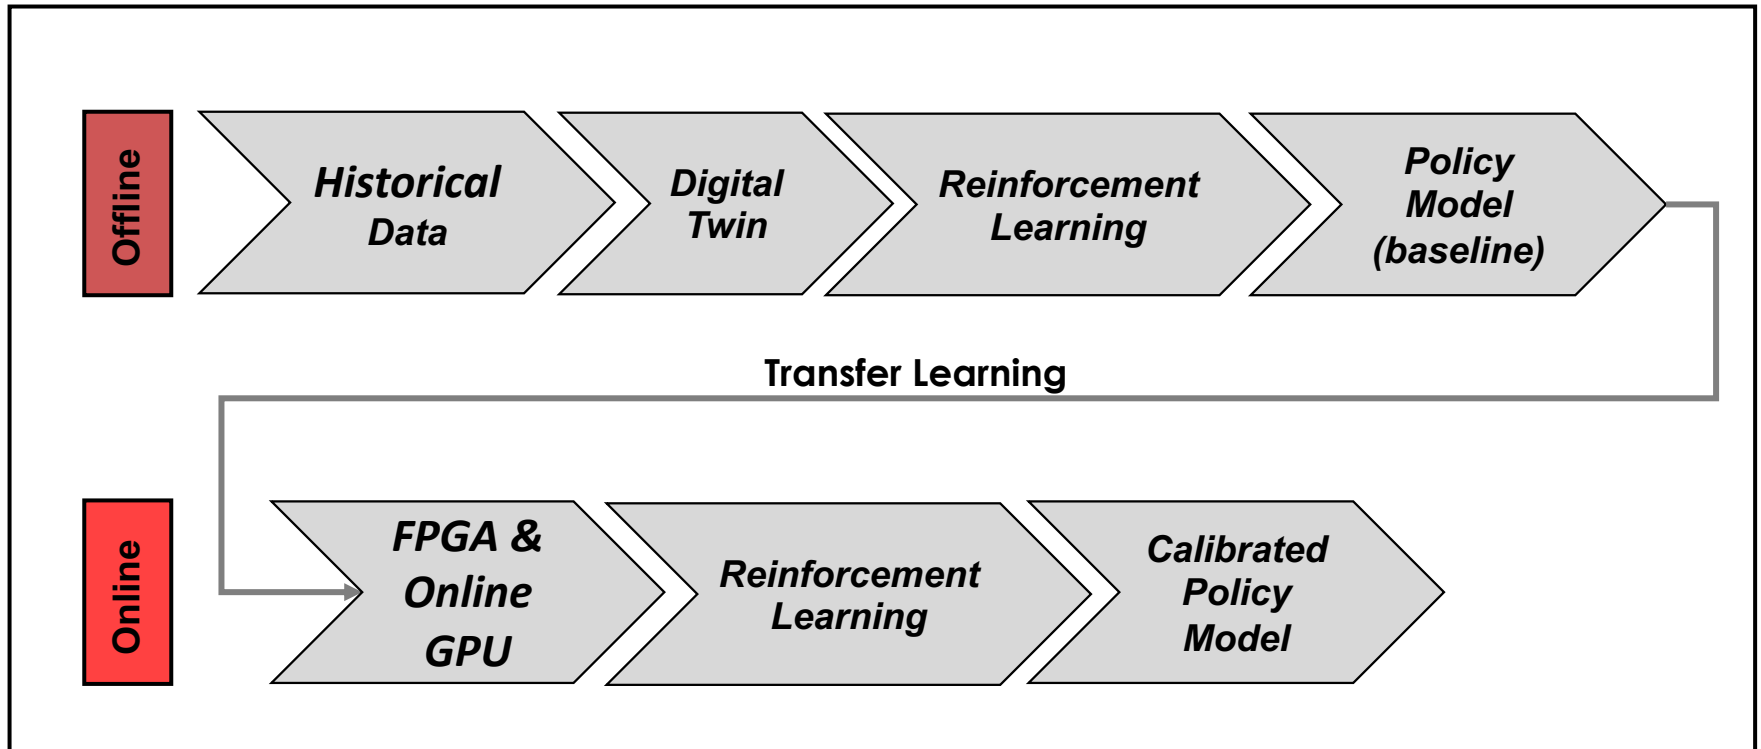 Offline
Historical
Data
Digital
Twin
Reinforcement
Learning
Policy
Model
(baseline)
Transfer Learning
Online
FPGA &
Online
GPU
Reinforcement
Learning
Calibrated
Policy
Model